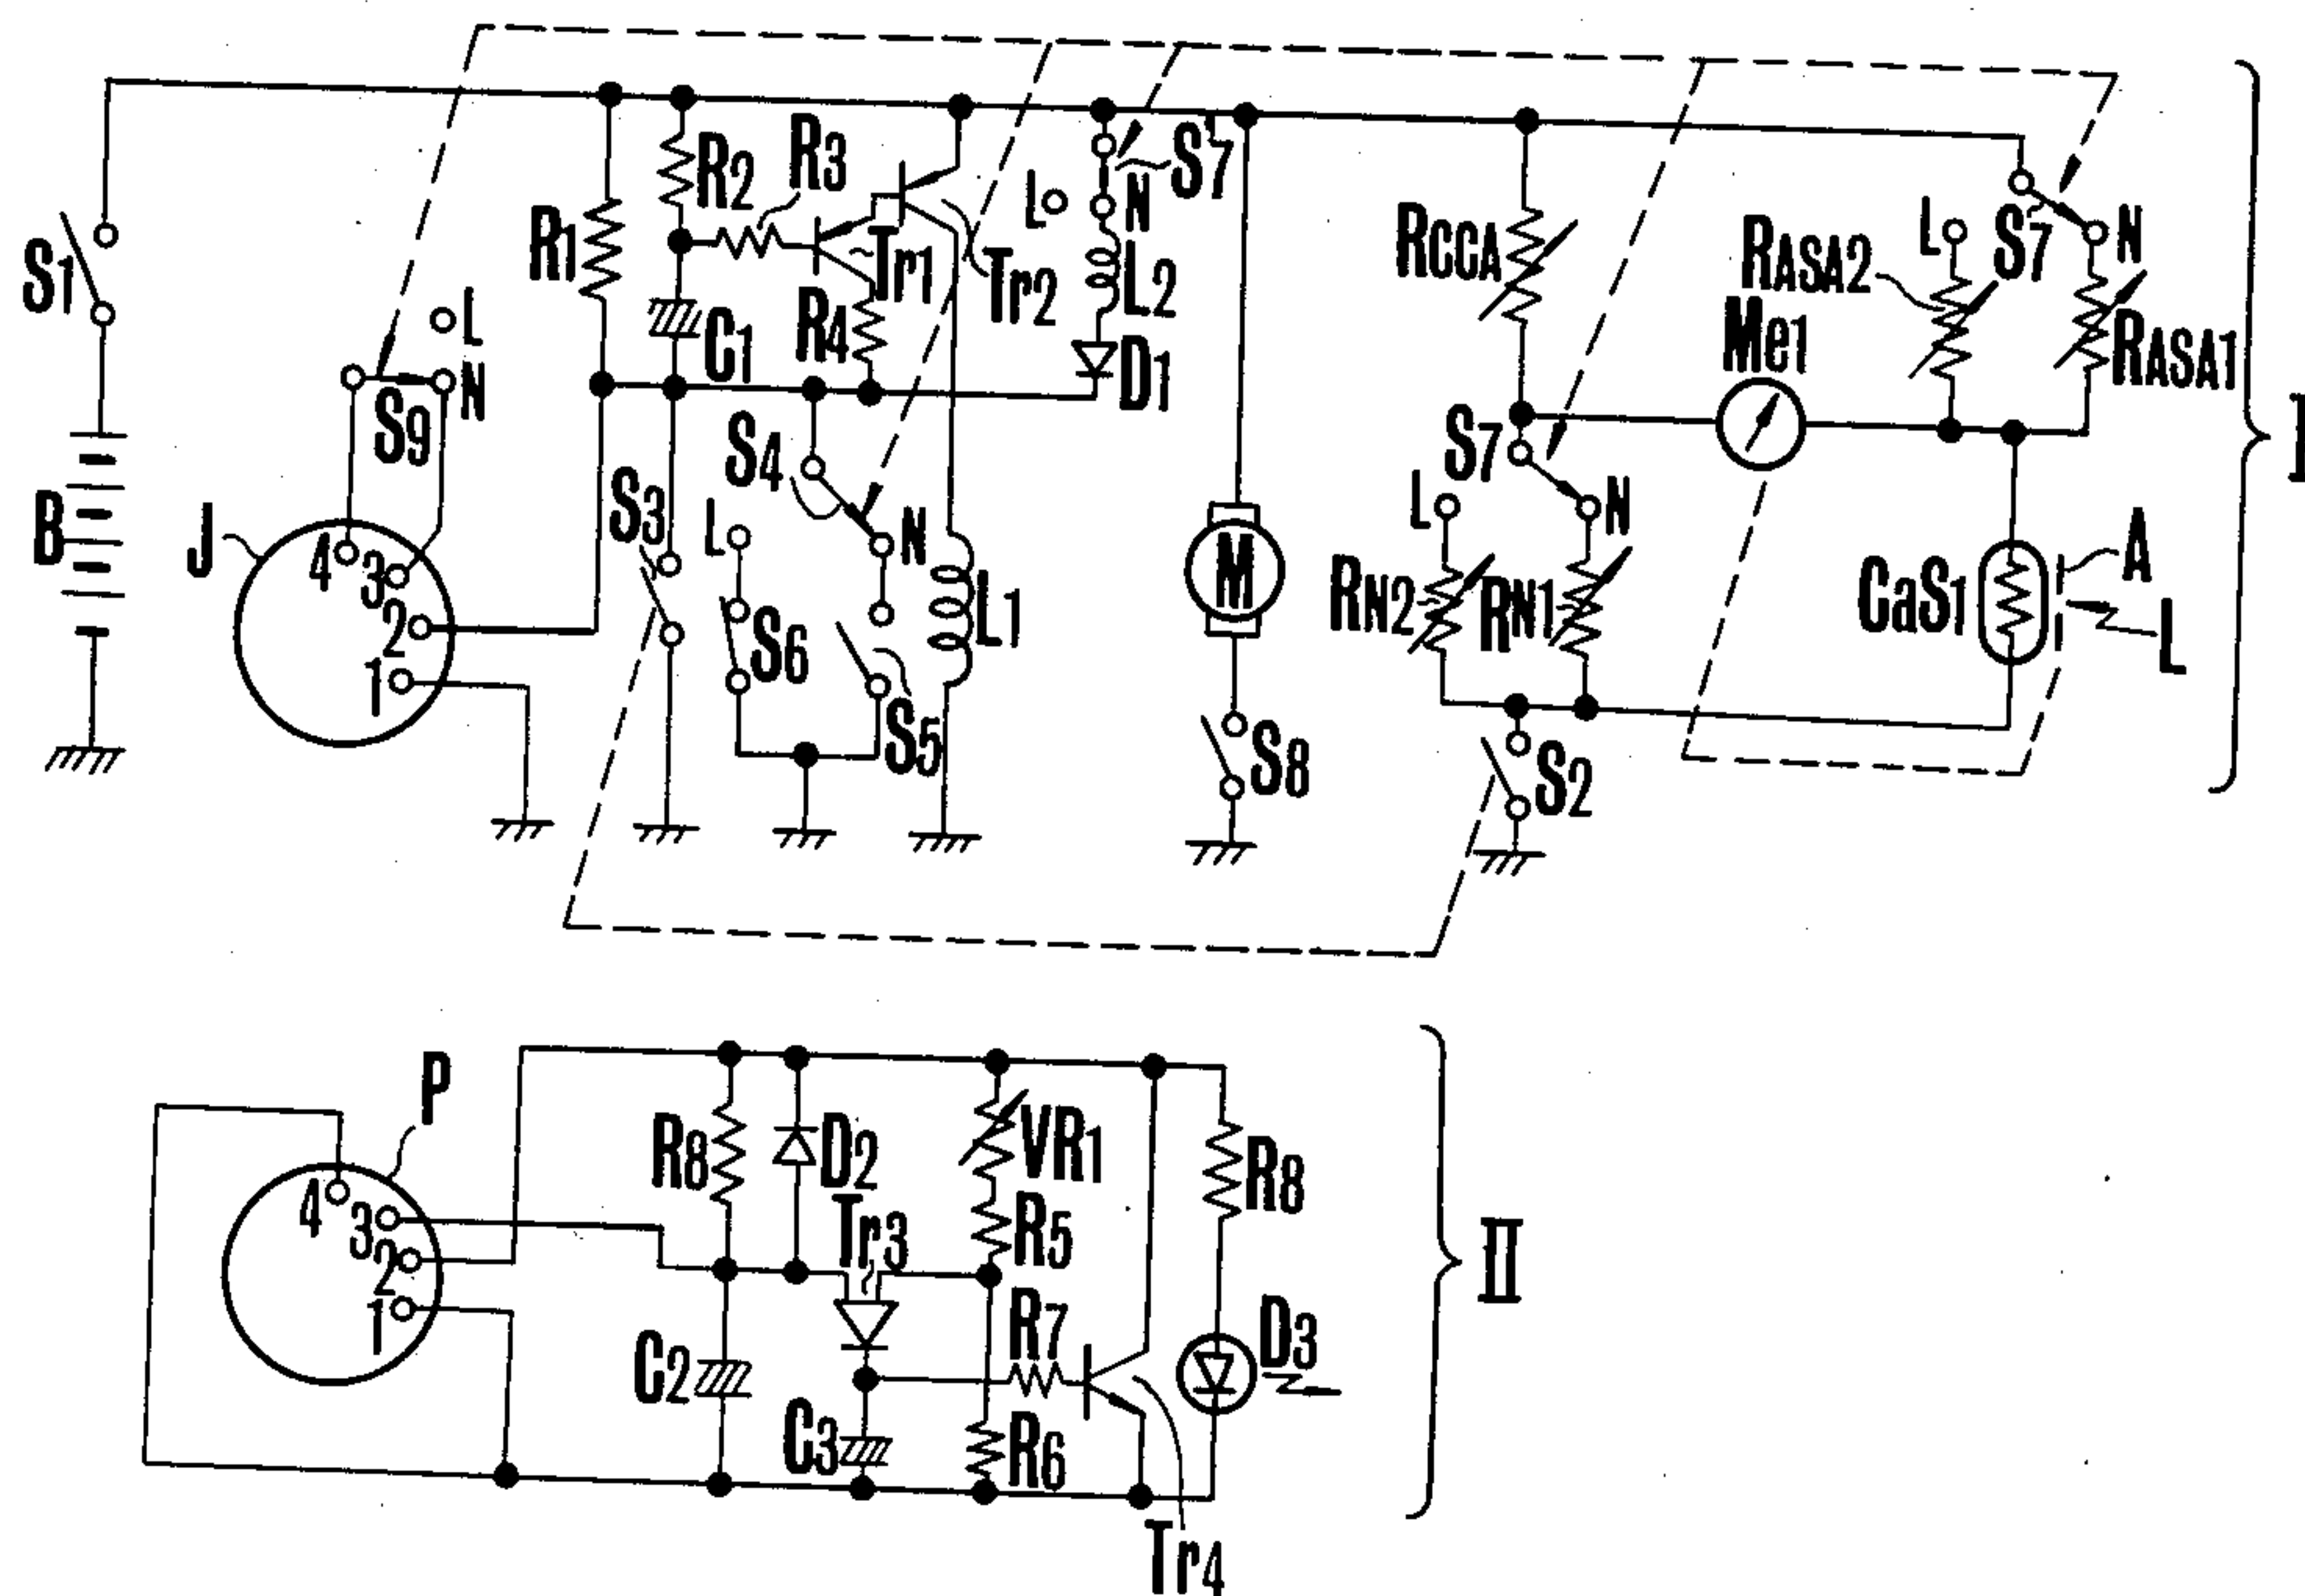 R2
R3
S7
L
N
R1
RCCA
L
S7
N
RASA2
S1
Tr1
Tr2
L2
Me1
L
R4
C1
D1
RASA1
N
S9
S4
S7
I
B
S3
L
N
L
N
J
4
3
M
RN2
RN1
CaS1
A
2
L1
S6
L
1
S5
S8
S2
P
R8
D2
VR1
R8
4
Tr3
3
R5
II
2
1
R7
D3
C2
C3
R6
Tr4